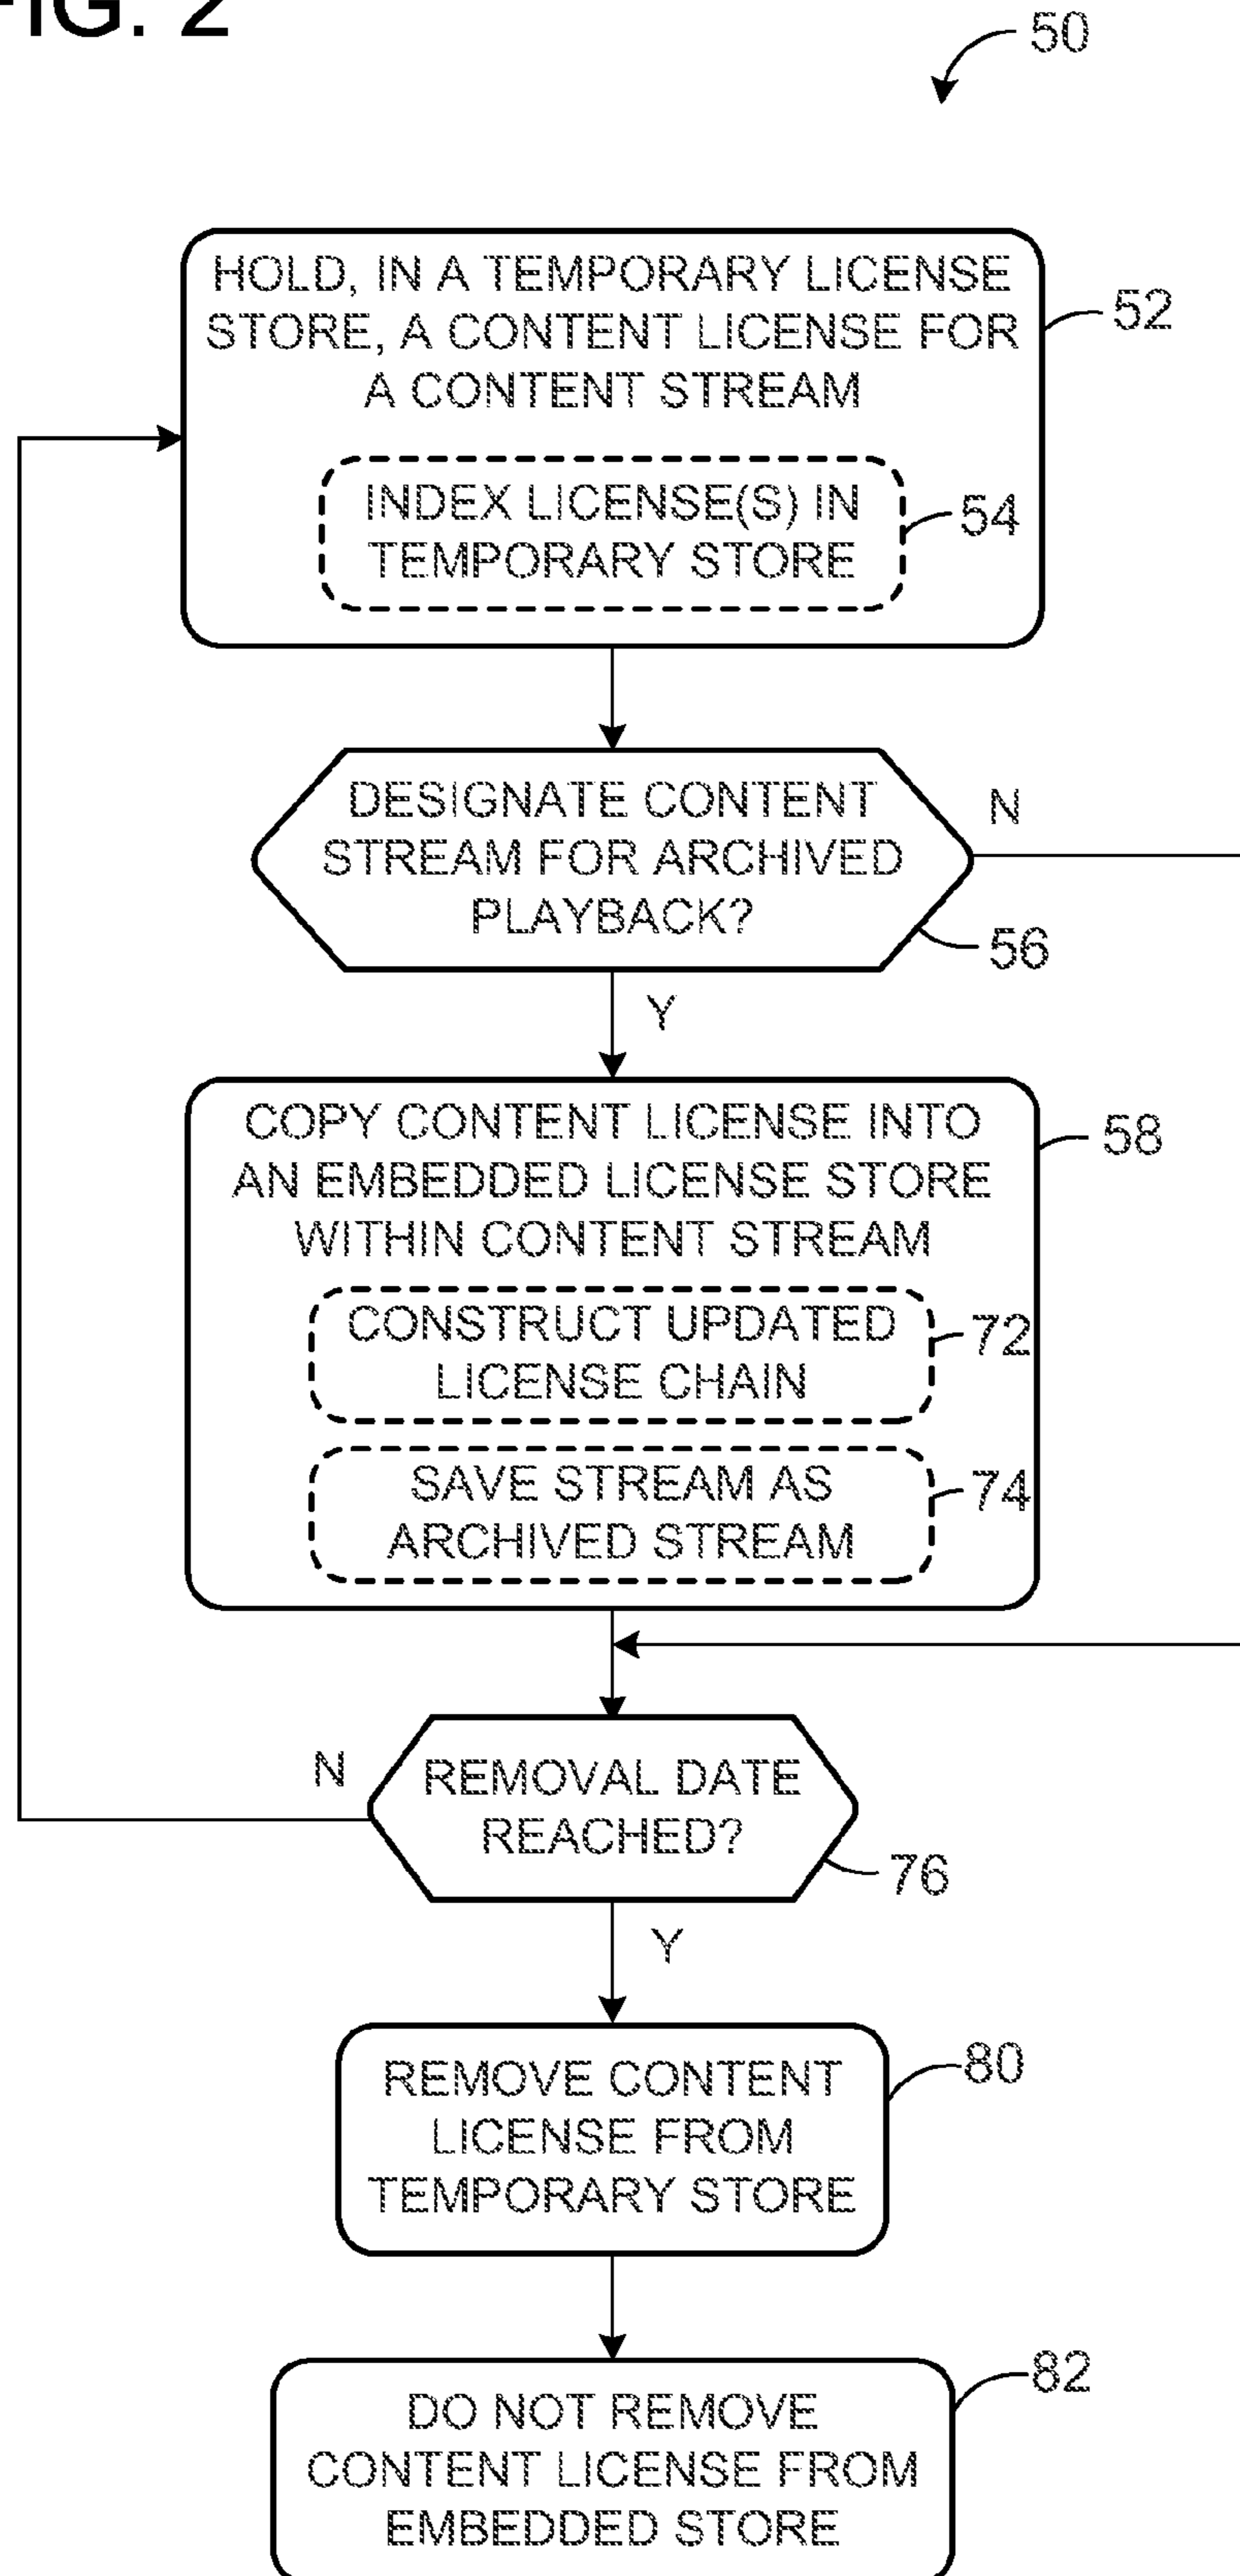 FIG. 2
50
HOLD, IN A TEMPORARY LICENSE
STORE, A CONTENT LICENSE FOR
A CONTENT STREAM
52
INDEX LICENSE(S) IN
TEMPORARY STORE
54
DESIGNATE CONTENT
STREAM FOR ARCHIVED
PLAYBACK?
N
56
Y
COPY CONTENT LICENSE INTO
AN EMBEDDED LICENSE STORE
WITHIN CONTENT STREAM
58
CONSTRUCT UPDATED
LICENSE CHAIN
72
SAVE STREAM AS
ARCHIVED STREAM
74
N
REMOVAL DATE
REACHED?
76
Y
REMOVE CONTENT
LICENSE FROM
TEMPORARY STORE
80
DO NOT REMOVE
CONTENT LICENSE FROM
EMBEDDED STORE
82